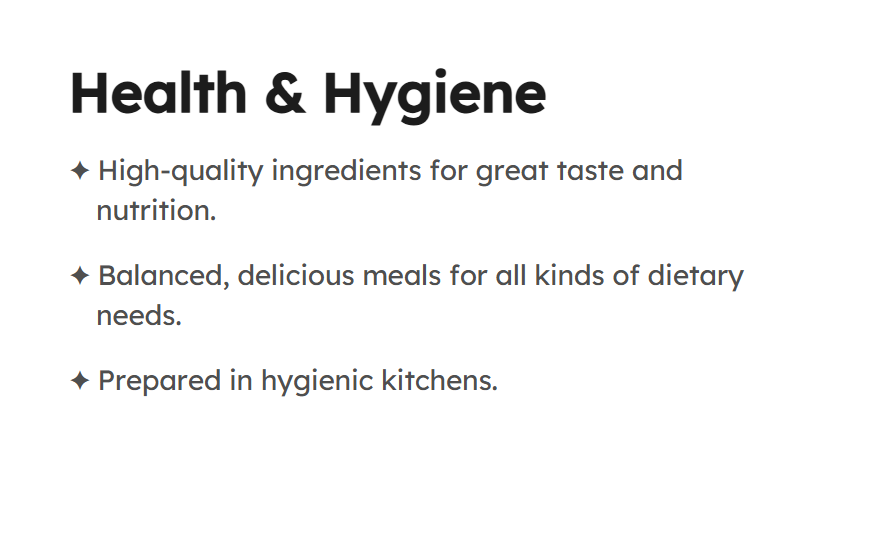 Health & Hygiene
✦ High-quality ingredients for great taste and
nutrition.
✦ Balanced, delicious meals for all kinds of dietary
needs.
✦ Prepared in hygienic kitchens.